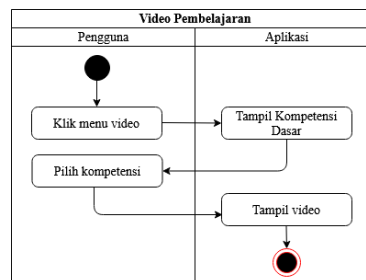 Video Pembelajaran
Pengguna
Aplikasi
Klik menu video
Tampil Kompetensi
Dasar
Pilih kompetensi
Tampil video